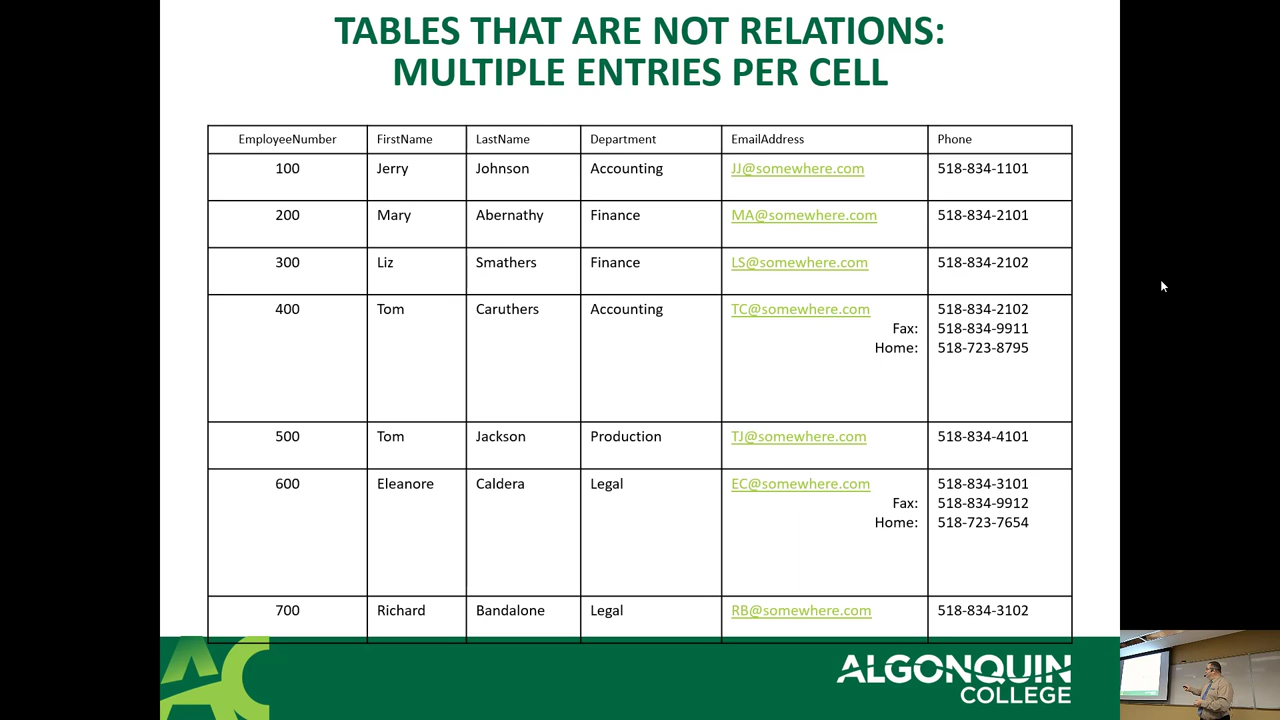 TABLES THAT ARE NOT RELATIONS:
MULTIPLE ENTRIES PER CELL
EmployeeNumber FirstName LastName Department EmailAddress Phone
100 Jerry Johnson Accounting JJ@somewhere.com 518-834-1101
200 Mary Abernathy Finance MA@somewhere.com 518-834-2101
300 Liz Smathers Finance LS@somewhere.com 518-834-2102
400 Tom Caruthers Accounting TC@somewhere.com 518-834-2102
Fax: 518-834-9911
Home: 518-723-8795
500 Tom Jackson Production TJ@somewhere.com 518-834-4101
600 Eleanore Caldera Legal EC@somewhere.com 518-834-3101
Fax: 518-834-9912
Home: 518-723-7654
700 Richard Bandalone Legal RB@somewhere.com 518-834-3102
AC
ALGONQUIN
COLLEGE